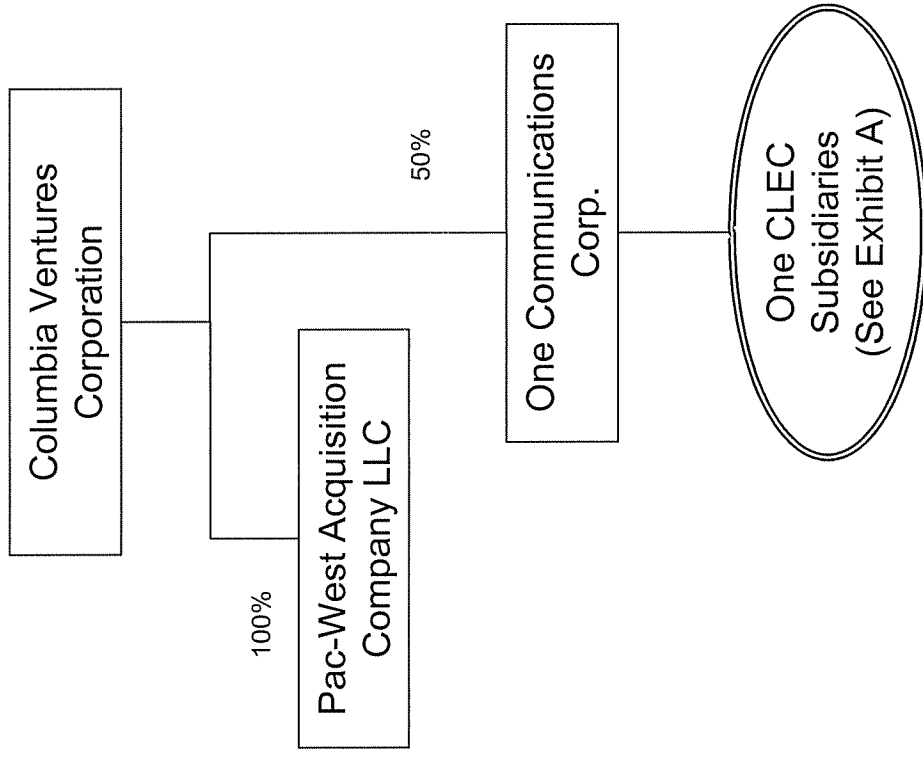 Columbia Ventures
Corporation
100%
Pac-West Acquisition
Company LLC
50%
One Communications
Corp.
One CLEC
Subsidiaries
(See Exhibit A)